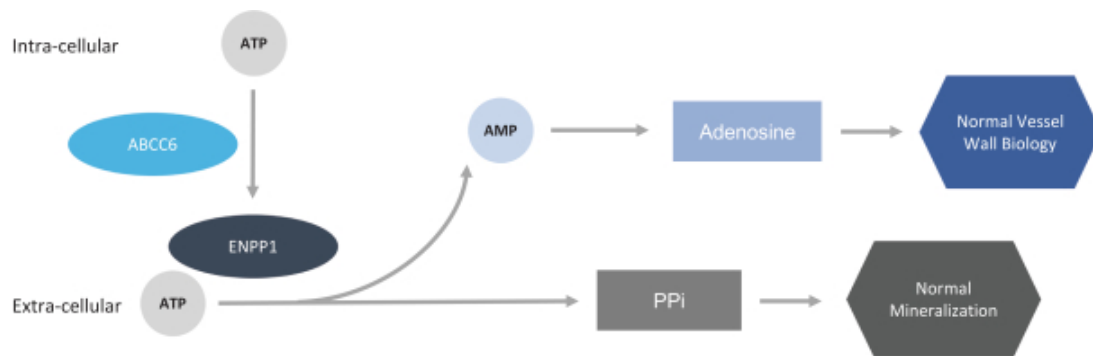 Intra-cellular
ATP
ABCC6
AMP
Adenosine
Normal Vessel
Wall Biology
ENPP1
Extra-cellular
ATP
PPi
Normal
Mineralization